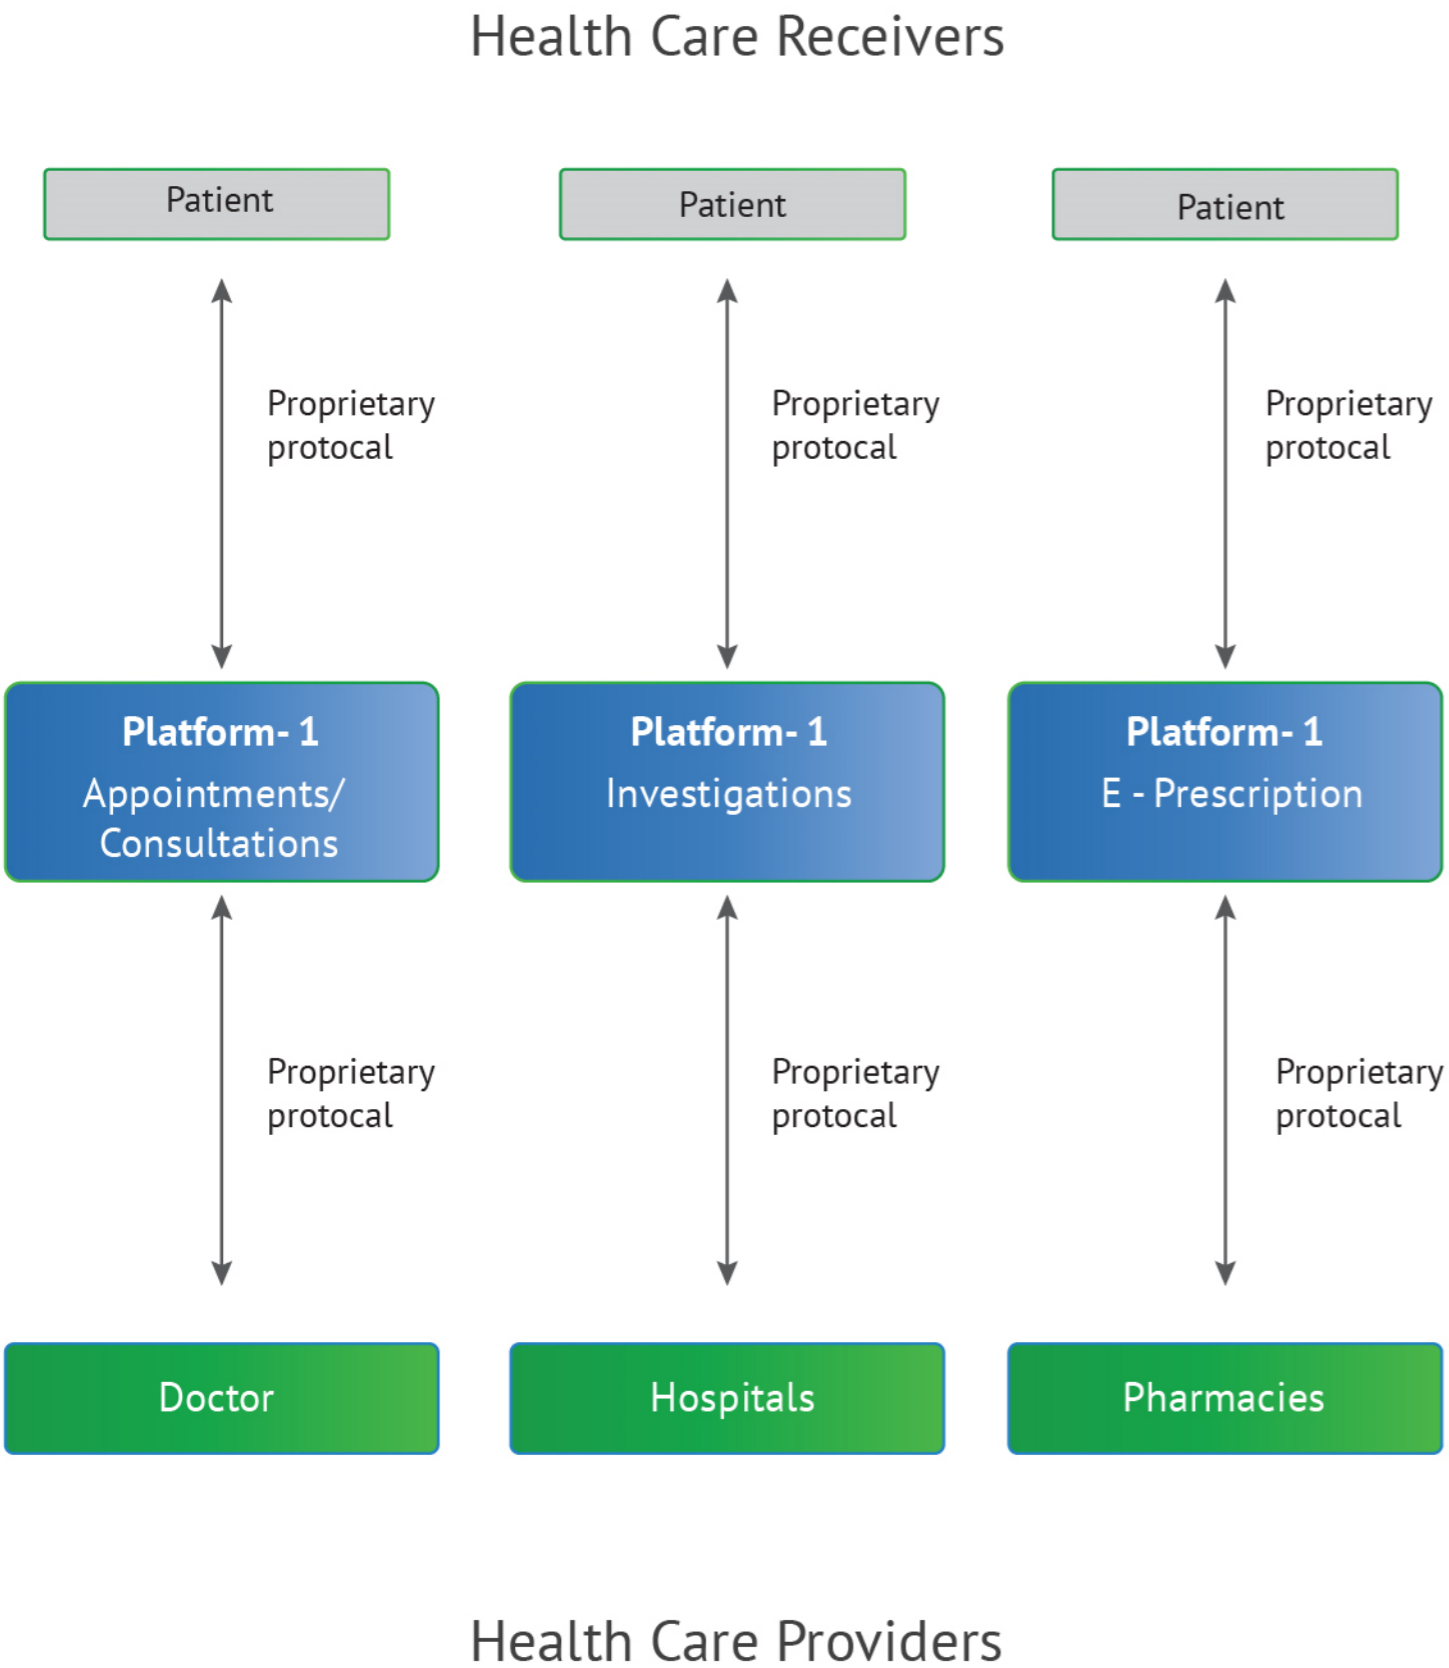 Health Care Receivers
Patient
Patient
Patient
Proprietary
protocal
Proprietary
protocal
Proprietary
protocal
Platform- 1
Appointments/
Consultations
Platform- 1
Investigations
Platform- 1
E - Prescription
Proprietary
protocal
Proprietary
protocal
Proprietary
protocal
Doctor
Hospitals
Pharmacies
Health Care Providers